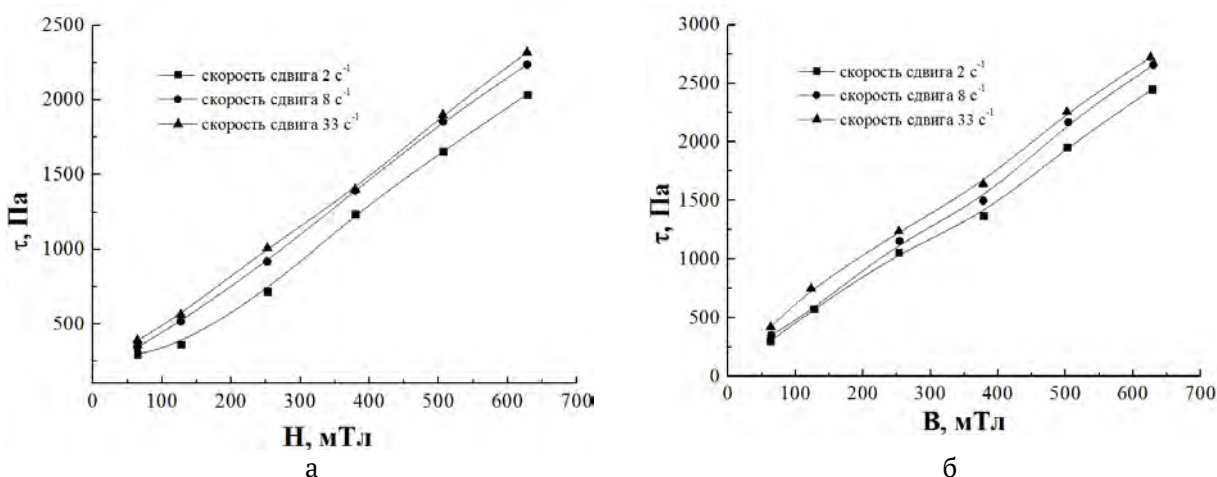 2500
2000
1500
1000
500
τ, Па
скорость сдвига 2 с⁻¹
скорость сдвига 8 с⁻¹
скорость сдвига 33 с⁻¹
0 100 200 300 400 500 600 700
H, мТл
а
3000
2500
2000
1500
1000
500
0
τ, Па
скорость сдвига 2 с⁻¹
скорость сдвига 8 с⁻¹
скорость сдвига 33 с⁻¹
0 100 200 300 400 500 600 700
B, мТл
б